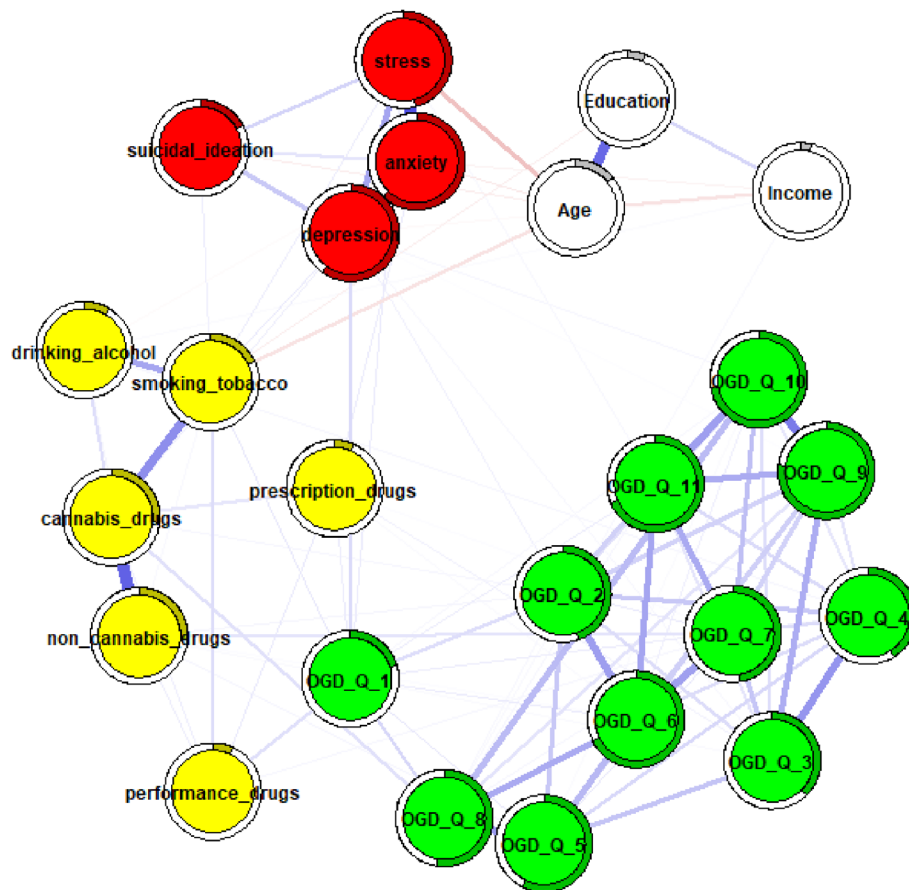 stress
Education
suicidal_ideation
anxiety
Income
Age
depression
drinking_alcohol
smoking_tobacco
OGD_Q_10
OGD_Q_9
OGD_Q_11
prescription_drugs
cannabis_drugs
OGD_Q_2
OGD_Q_4
OGD_Q_7
non_cannabis_drugs
OGD_Q_1
OGD_Q_6
OGD_Q_3
performance_drugs
OGD_Q_8
OGD_Q_5